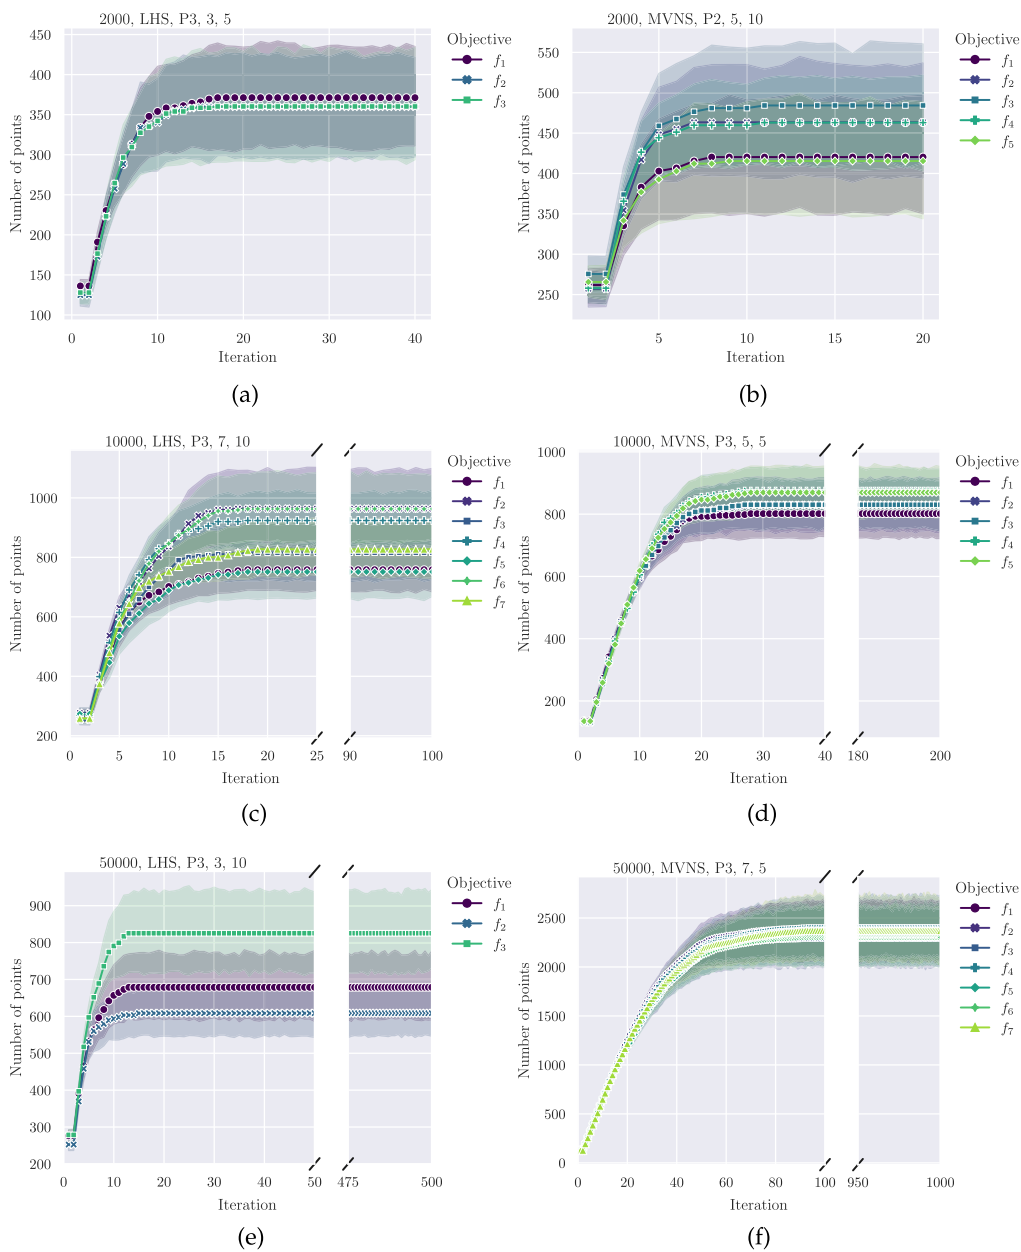 2000, LHS, P3, 3, 5
450
400
350
300
250
200
150
100
Number of points
0 10 20 30 40
Iteration
Objective
f1
f2
f3
(a)
2000, MVNS, P2, 5, 10
550
500
450
400
350
300
250
Number of points
5 10 15 20
Iteration
Objective
f1
f2
f3
f4
f5
(b)
10000, LHS, P3, 7, 10
1000
800
600
400
200
Number of points
0 5 10 15 20 25 90 100
Iteration
Objective
f1
f2
f3
f4
f5
f6
f7
(c)
10000, MVNS, P3, 5, 5
1000
800
600
400
200
Number of points
0 10 20 30 40 180 200
Iteration
Objective
f1
f2
f3
f4
f5
(d)
50000, LHS, P3, 3, 10
900
800
700
600
500
400
300
200
Number of points
0 10 20 30 40 50 475 500
Iteration
Objective
f1
f2
f3
(e)
50000, MVNS, P3, 7, 5
2500
2000
1500
1000
500
0
Number of points
0 20 40 60 80 100 950 1000
Iteration
Objective
f1
f2
f3
f4
f5
f6
f7
(f)